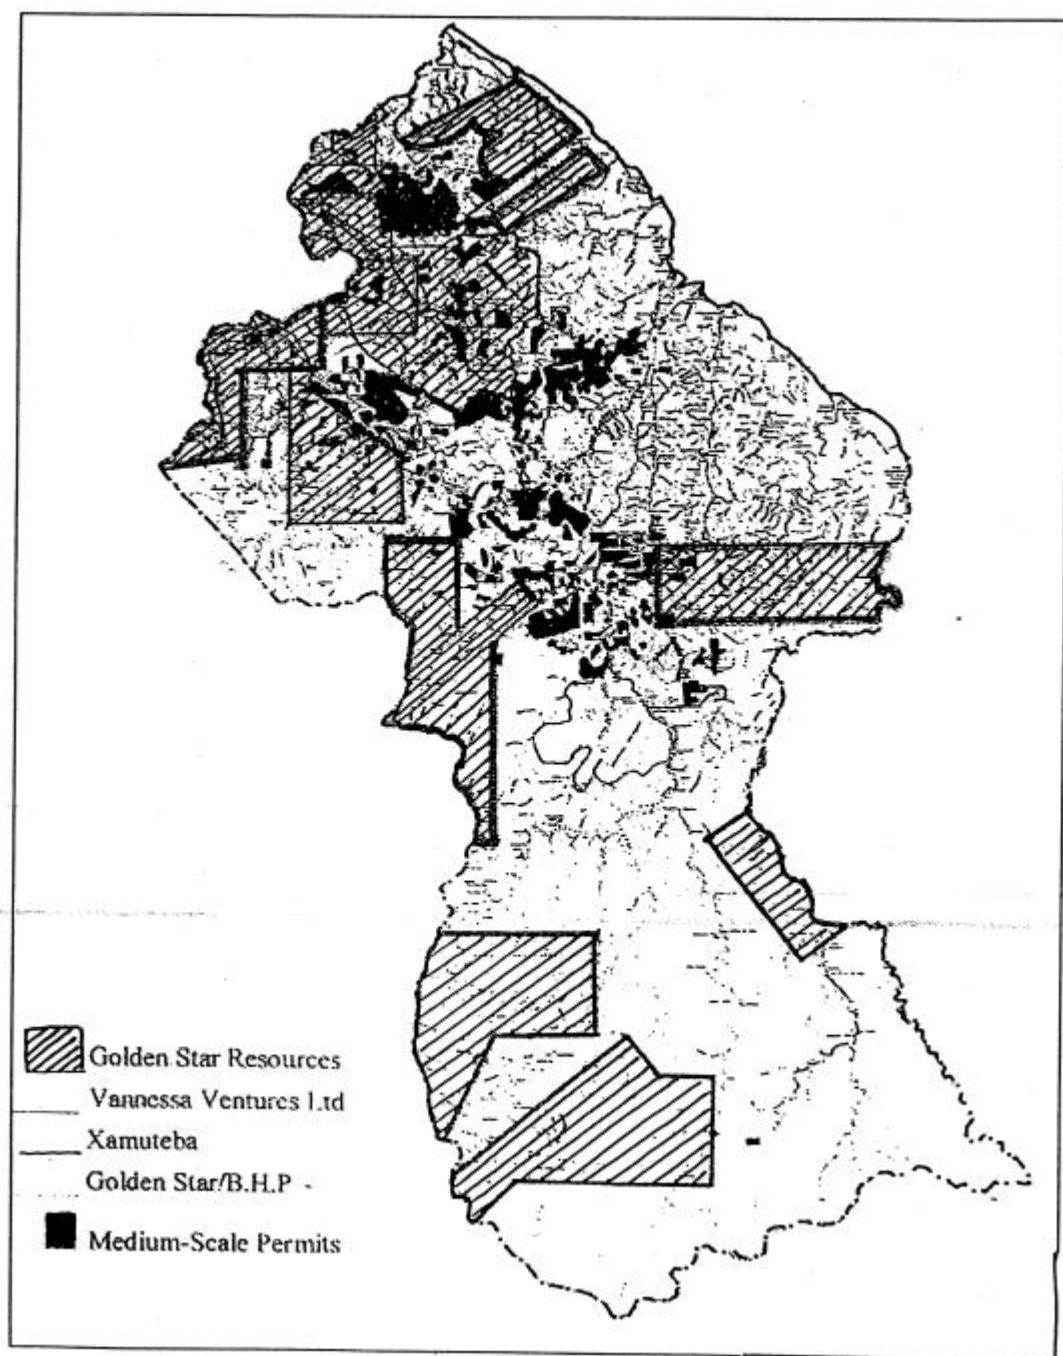 Golden Star Resources
Vannessa Ventures Ltd
Xamuteba
Golden Star/B.H.P
Medium-Scale Permits